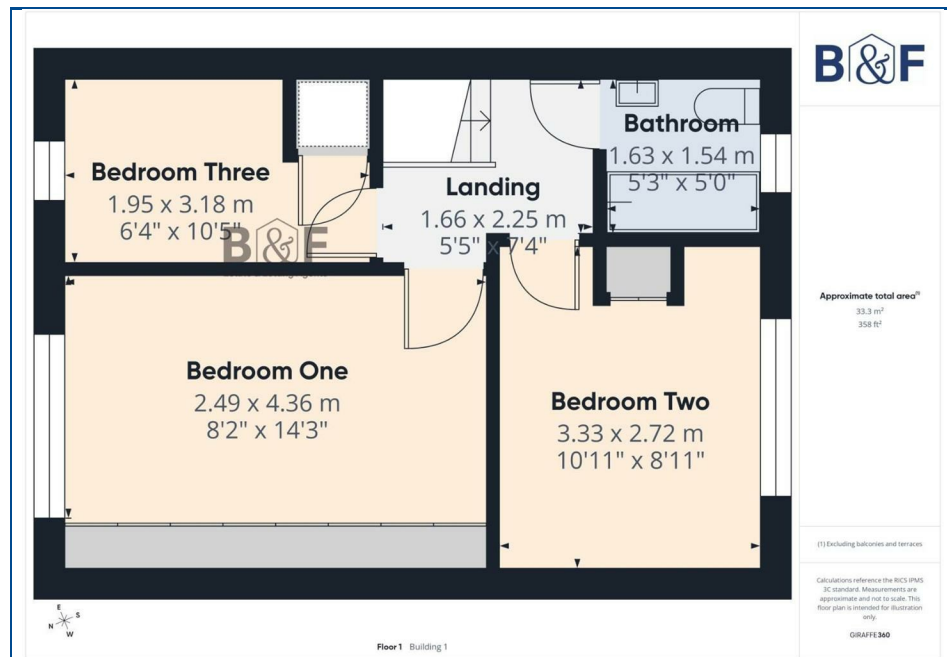 B&F
Bedroom Three
1.95 x 3.18 m
6'4" x 10'5"
B&F
Landing
1.66 x 2.25 m
5'5" x 7'4"
Bathroom
1.63 x 1.54 m
5'3" x 5'0"
Bedroom One
2.49 x 4.36 m
8'2" x 14'3"
Bedroom Two
3.33 x 2.72 m
10'11" x 8'11"
Approximate total area(1)
33.3 m²
358 ft²
(1) Excluding balconies and terraces
Calculations reference the RICS IPMS
3C standard. Measurements are
approximate and not to scale. This
floor plan is intended for illustration
only.
GIRAFFE360
E
S
N
W
Floor 1 Building 1